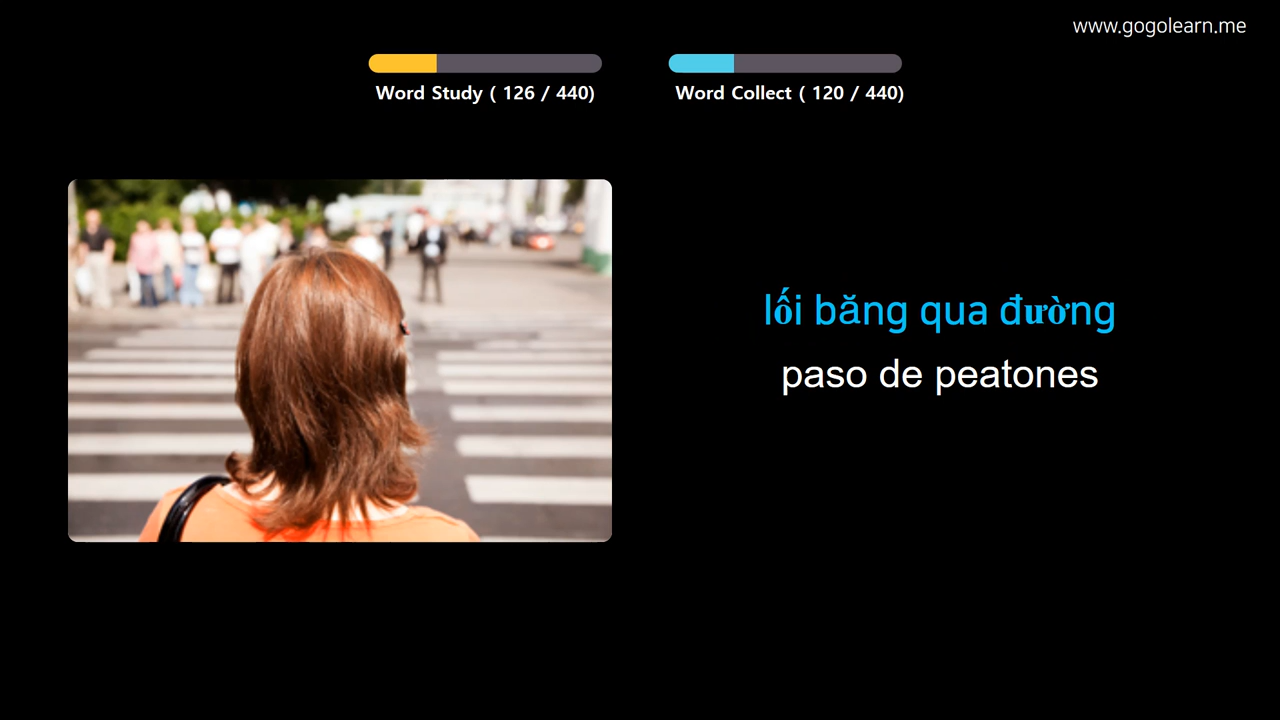 www.gogolearn.me
Word Study ( 126 / 440)
Word Collect ( 120 / 440)
lối băng qua đường
paso de peatones